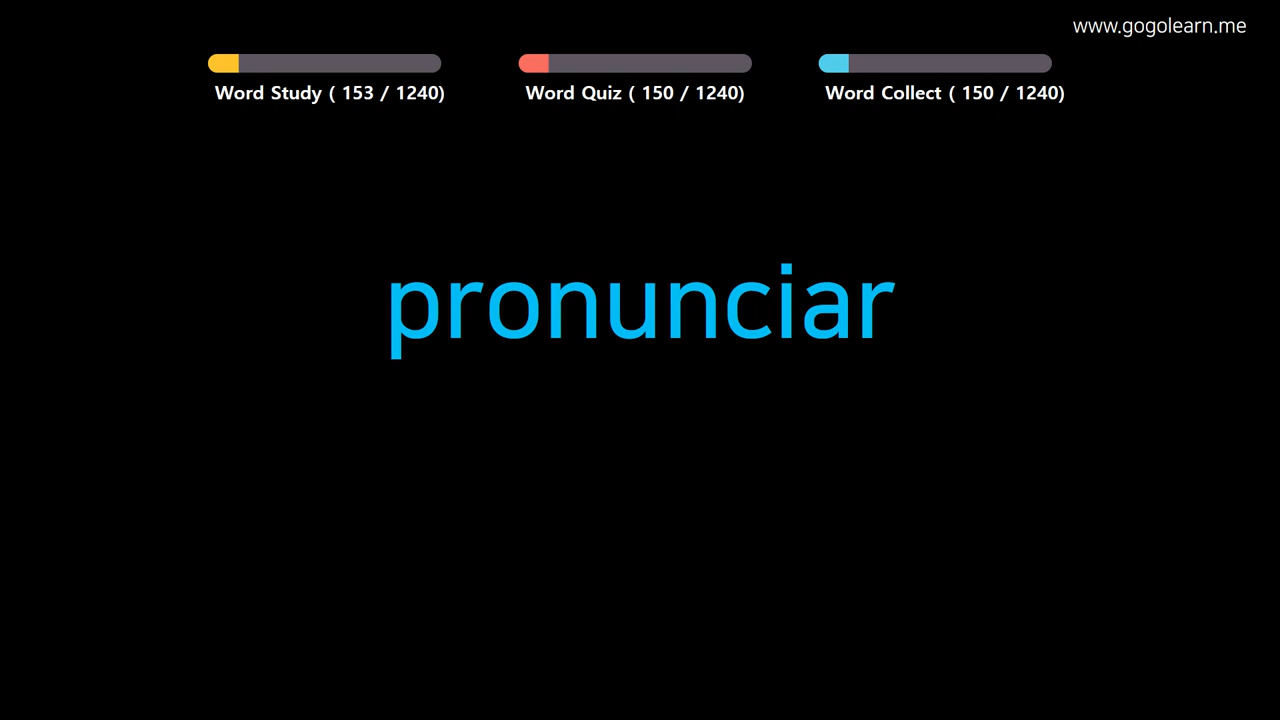 www.gogolearn.me
Word Study ( 153 / 1240)
Word Quiz ( 150 / 1240)
Word Collect ( 150 / 1240)
pronunciar